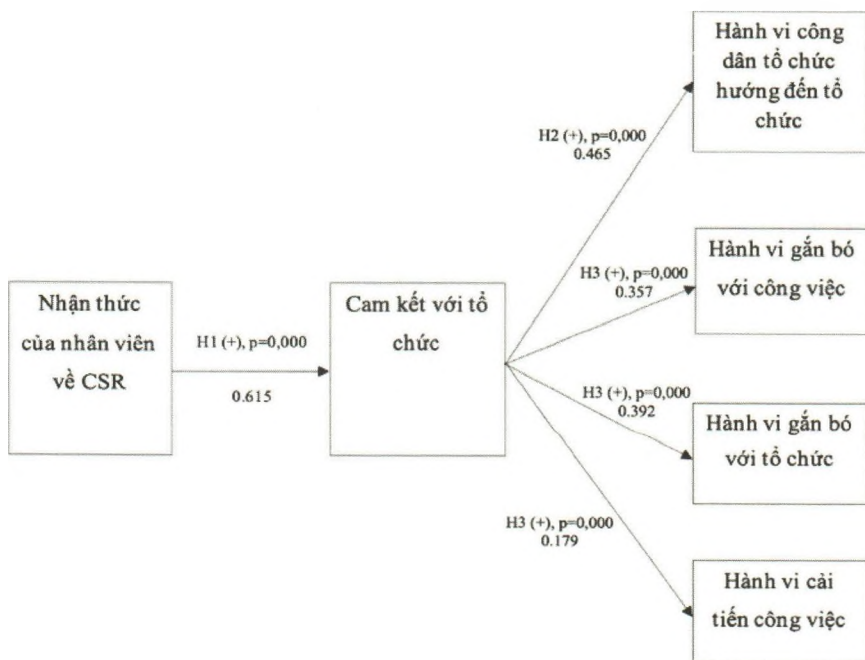 Nhận thức
của nhân viên
về CSR
H1 (+), p=0,000
0.615
Cam kết với tổ
chức
H2 (+), p=0,000
0.465
H3 (+), p=0,000
0.357
H3 (+), p=0,000
0.392
H3 (+), p=0,000
0.179
Hành vi công
dân tổ chức
hướng đến tổ
chức
Hành vi gắn bó
với công việc
Hành vi gắn bó
với tổ chức
Hành vi cải
tiến công việc